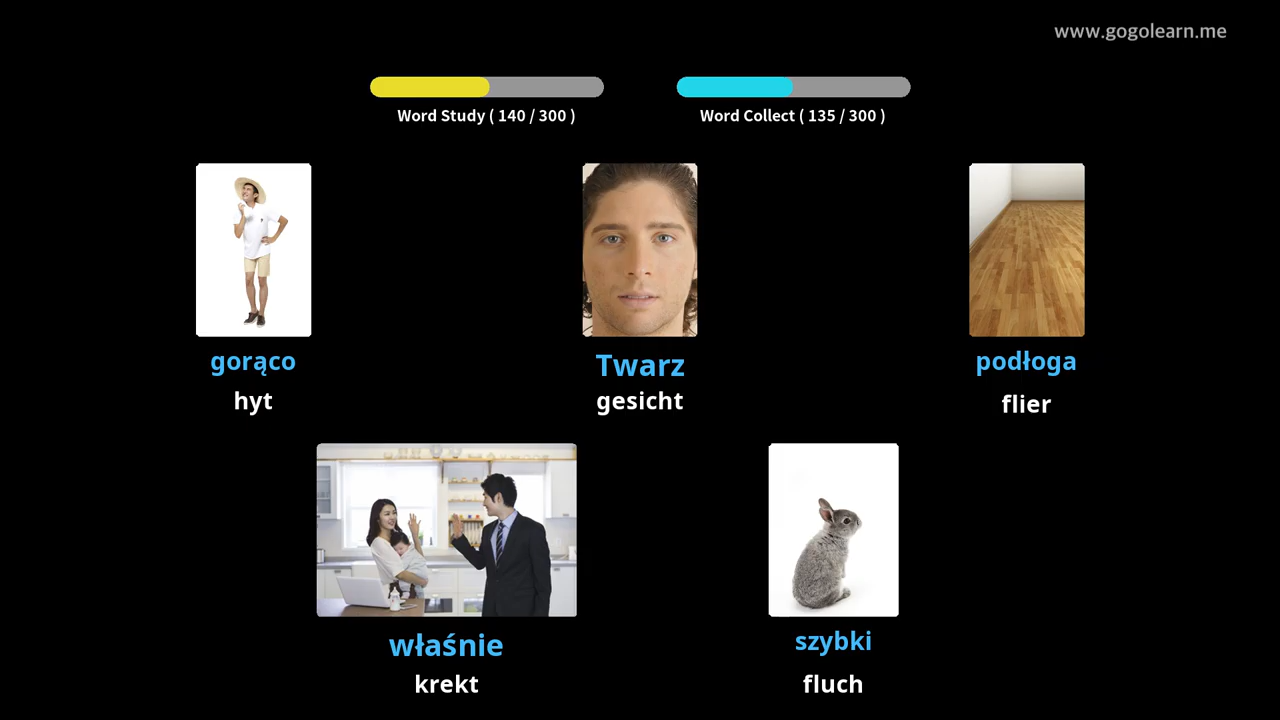 www.gogolearn.me
Word Study ( 140 / 300 )
Word Collect ( 135 / 300 )
gorąco
hyt
Twarz
gesicht
podłoga
flier
właśnie
krekt
szybki
fluch